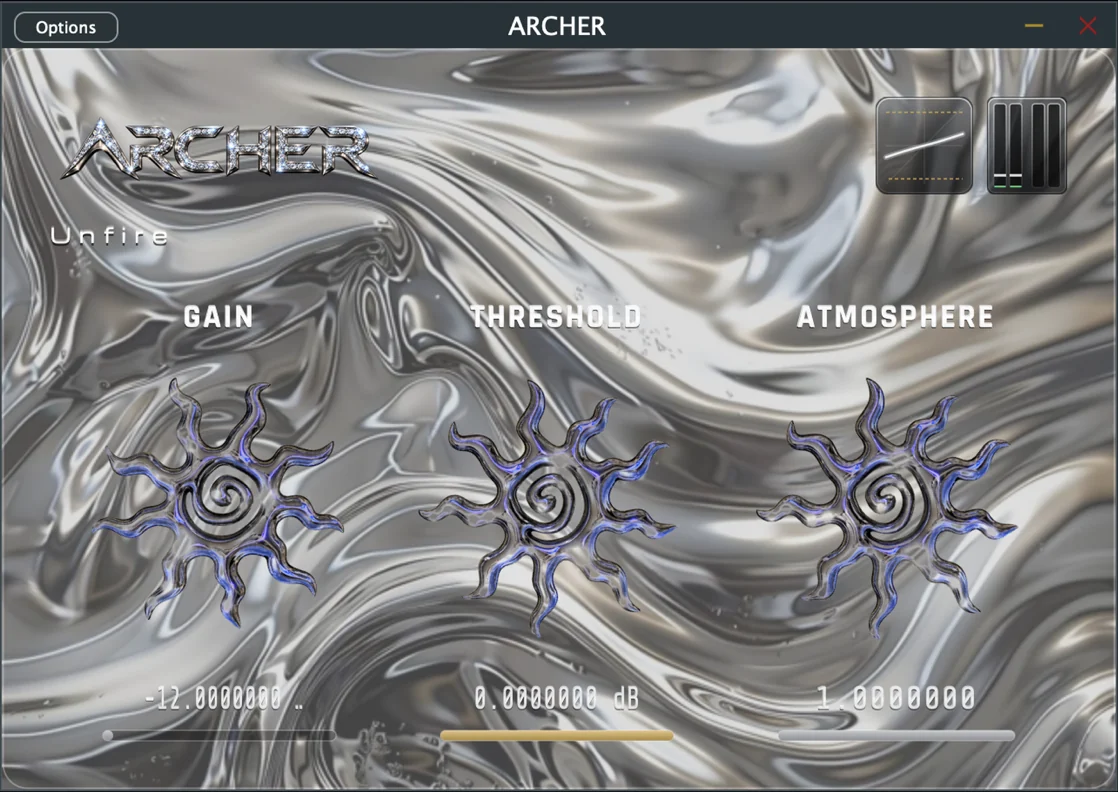 Options
ARCHER
ARCHER
Unfire
GAIN
THRESHOLD
ATMOSPHERE
-12.0000000 ..
0.0000000 dB
1.0000000